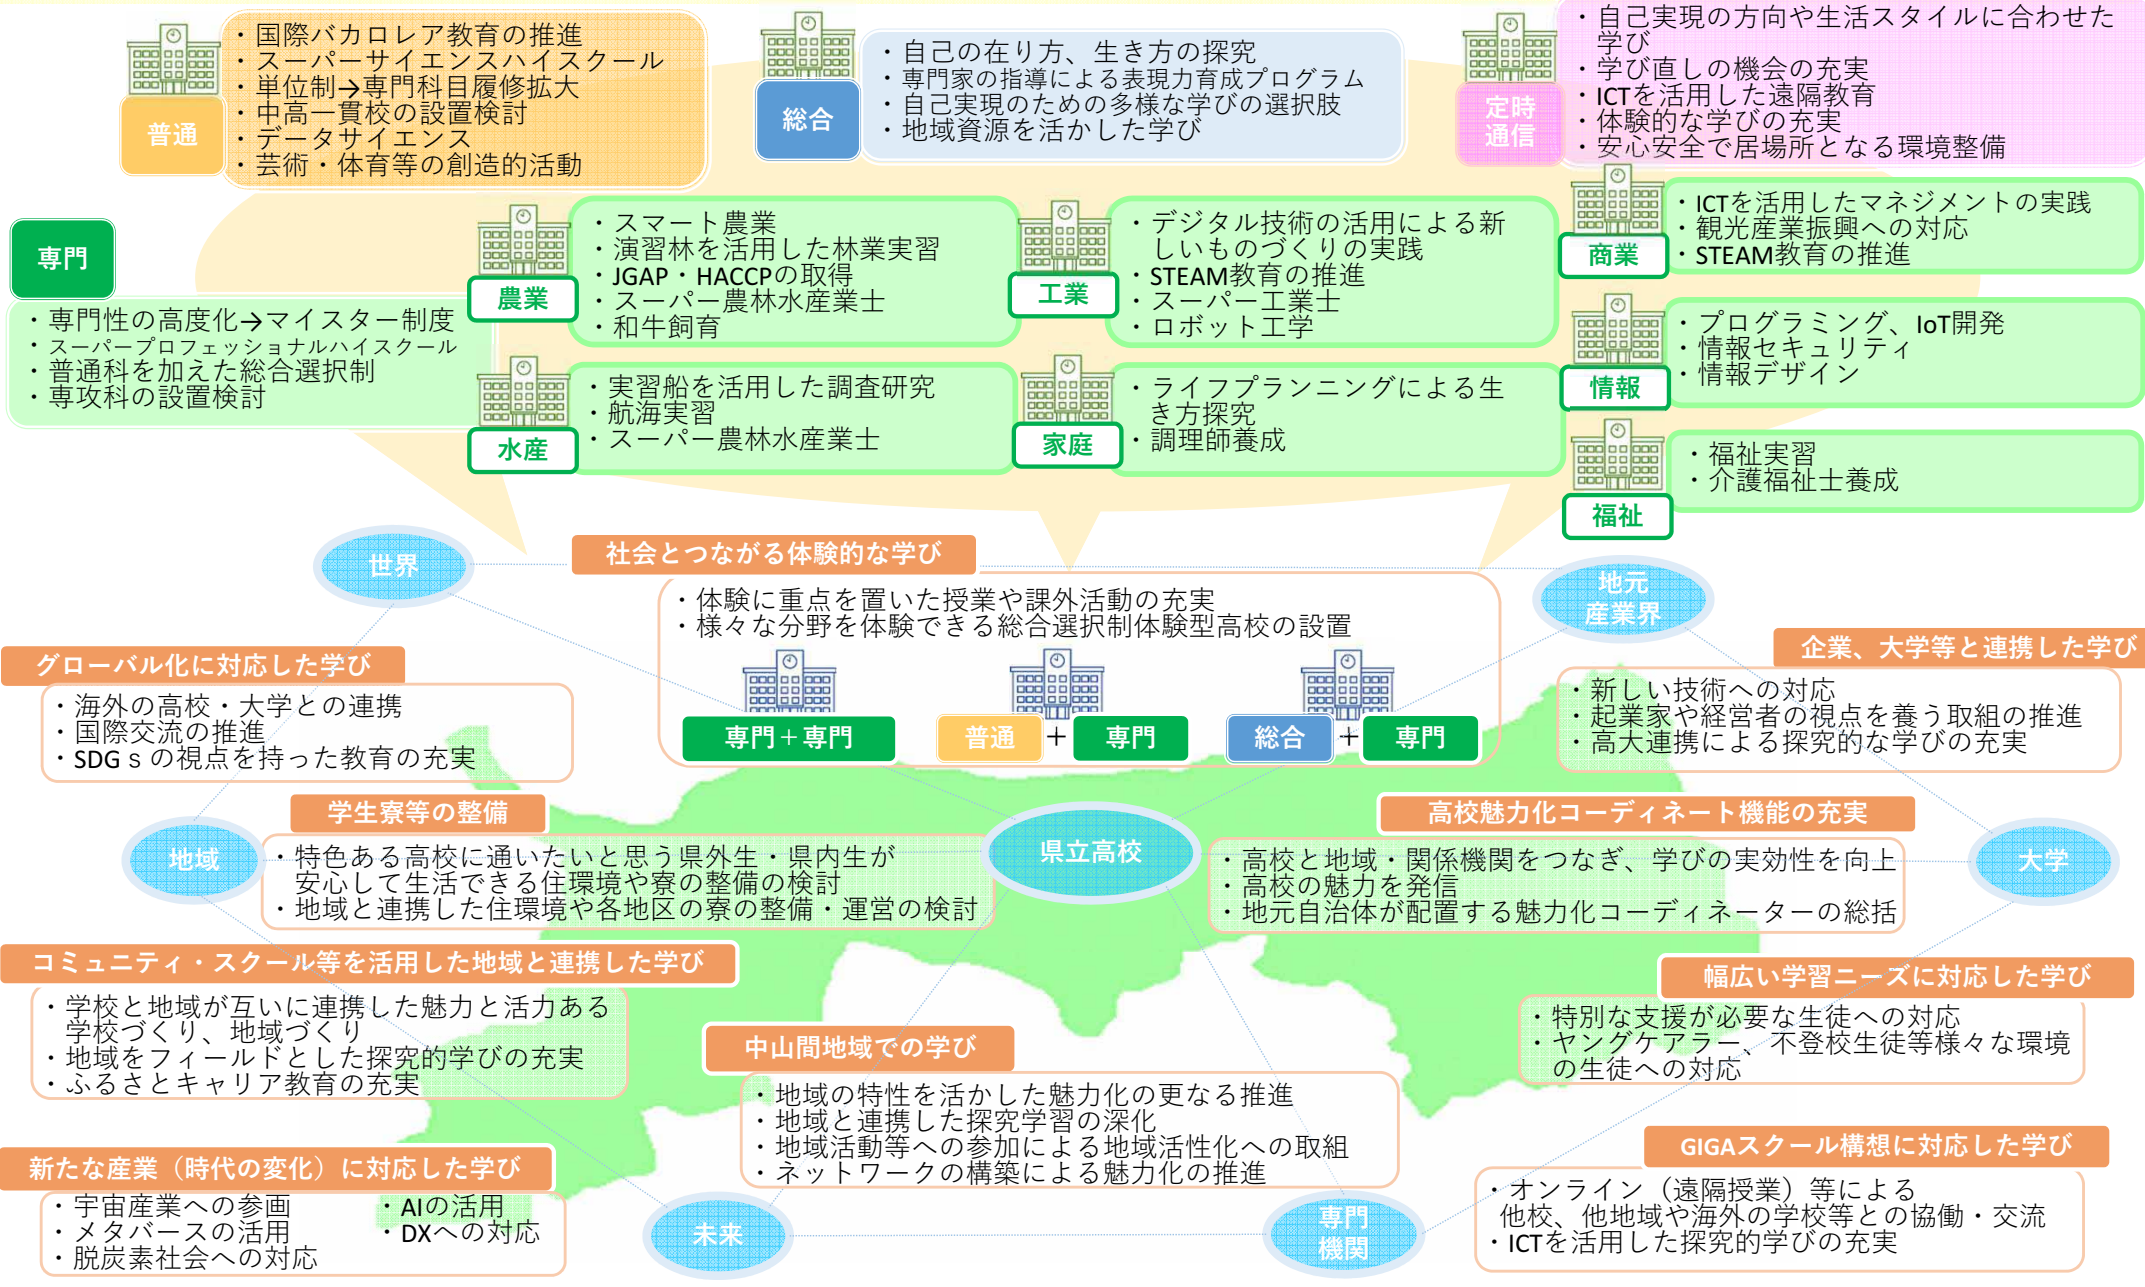 普通
・国際バカロレア教育の推進
・スーパーサイエンスハイスクール
・単位制→専門科目履修拡大
・中高一貫校の設置検討
・データサイエンス
・芸術・体育等の創造的活動
総合
・自己の在り方、生き方の探究
・専門家の指導による表現力育成プログラム
・自己実現のための多様な学びの選択肢
・地域資源を活かした学び
定時
通信
・自己実現の方向や生活スタイルに合わせた
学び
・学び直しの機会の充実
・ICTを活用した遠隔教育
・体験的な学びの充実
・安心安全で居場所となる環境整備
専門
・専門性の高度化→マイスター制度
・スーパープロフェッショナルハイスクール
・普通科を加えた総合選択制
・専攻科の設置検討
農業
・スマート農業
・演習林を活用した林業実習
・JGAP・HACCPの取得
・スーパー農林水産業士
・和牛飼育
工業
・デジタル技術の活用による新
しいものづくりの実践
・STEAM教育の推進
・スーパー工業士
・ロボット工学
商業
・ICTを活用したマネジメントの実践
・観光産業振興への対応
・STEAM教育の推進
水産
・実習船を活用した調査研究
・航海実習
・スーパー農林水産業士
家庭
・ライフプランニングによる生
き方探究
・調理師養成
情報
・プログラミング、IoT開発
・情報セキュリティ
・情報デザイン
福祉
・福祉実習
・介護福祉士養成
世界
社会とつながる体験的な学び
・体験に重点を置いた授業や課外活動の充実
・様々な分野を体験できる総合選択制体験型高校の設置
専門＋専門
普通 ＋ 専門
総合 ＋ 専門
地元
産業界
グローバル化に対応した学び
・海外の高校・大学との連携
・国際交流の推進
・SDGｓの視点を持った教育の充実
企業、大学等と連携した学び
・新しい技術への対応
・起業家や経営者の視点を養う取組の推進
・高大連携による探究的な学びの充実
地域
学生寮等の整備
・特色ある高校に通いたいと思う県外生・県内生が
安心して生活できる住環境や寮の整備の検討
・地域と連携した住環境や各地区の寮の整備・運営の検討
県立高校
高校魅力化コーディネート機能の充実
・高校と地域・関係機関をつなぎ、学びの実効性を向上
・高校の魅力を発信
・地元自治体が配置する魅力化コーディネーターの総括
大学
コミュニティ・スクール等を活用した地域と連携した学び
・学校と地域が互いに連携した魅力と活力ある
学校づくり、地域づくり
・地域をフィールドとした探究的学びの充実
・ふるさとキャリア教育の充実
中山間地域での学び
・地域の特性を活かした魅力化の更なる推進
・地域と連携した探究学習の深化
・地域活動等への参加による地域活性化への取組
・ネットワークの構築による魅力化の推進
幅広い学習ニーズに対応した学び
・特別な支援が必要な生徒への対応
・ヤングケアラー、不登校生徒等様々な環境
の生徒への対応
新たな産業（時代の変化）に対応した学び
・宇宙産業への参画 ・AIの活用
・メタバースの活用 ・DXへの対応
・脱炭素社会への対応
未来
専門
機関
GIGAスクール構想に対応した学び
・オンライン（遠隔授業）等による
他校、他地域や海外の学校等との協働・交流
・ICTを活用した探究的学びの充実